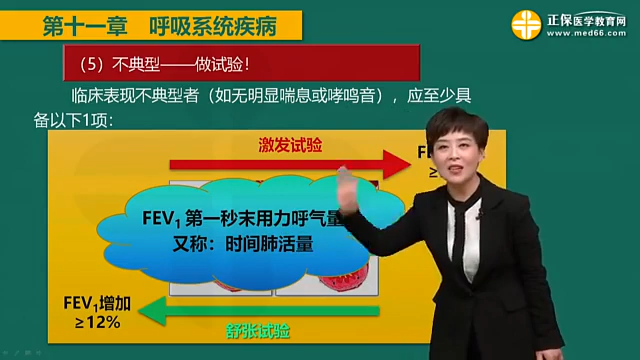 第十一章 呼吸系统疾病
正保医学教育网
www.med66.com
（5）不典型——做试验！
临床表现不典型者（如无明显喘息或哮鸣音），应至少具
备以下1项：
激发试验
FEV₁第一秒末用力呼气量
又称：时间肺活量
FEV₁增加
≥12%
舒张试验